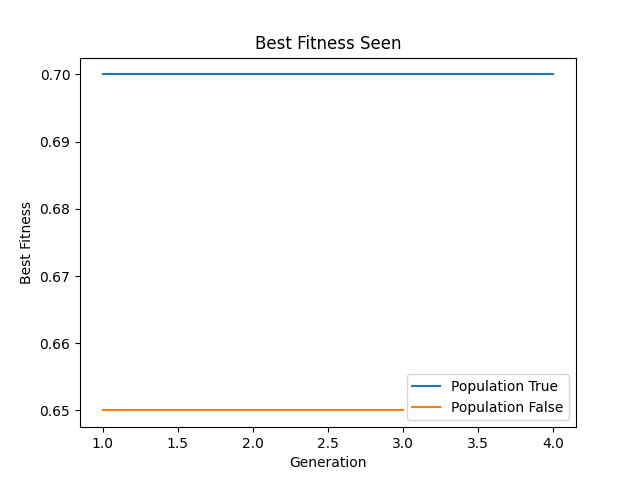 Best Fitness Seen
Best Fitness
0.70
0.69
0.68
0.67
0.66
0.65
Population True
Population False
1.0 1.5 2.0 2.5 3.0 3.5 4.0
Generation